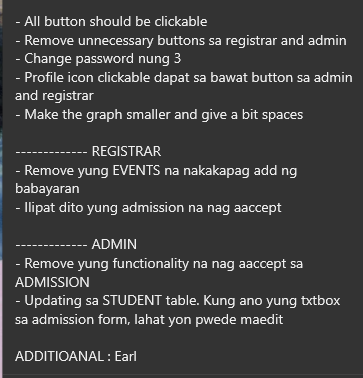 - All button should be clickable
- Remove unnecessary buttons sa registrar and admin
- Change password nung 3
- Profile icon clickable dapat sa bawat button sa admin
and registrar
- Make the graph smaller and give a bit spaces
------------- REGISTRAR
- Remove yung EVENTS na nakakapag add ng
babayaran
- Ilipat dito yung admission na nag aaccept
------------- ADMIN
- Remove yung functionality na nag aaccept sa
ADMISSION
- Updating sa STUDENT table. Kung ano yung txtbox
sa admission form, lahat yon pwede maedit
ADDITIOANAL : Earl